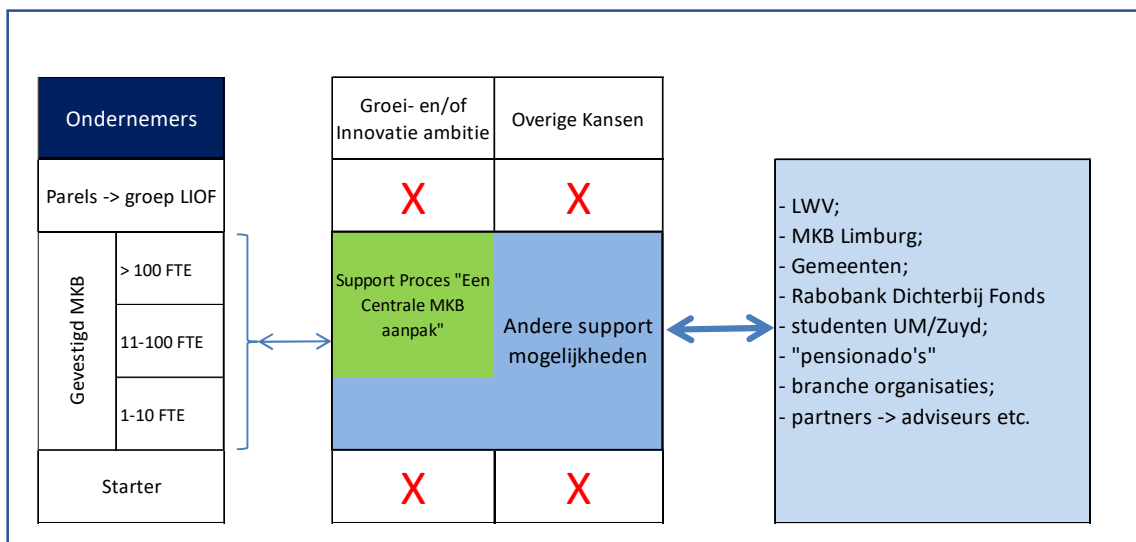 Ondernemers
Groei- en/of
Innovatie ambitie
Overige Kansen
Parels -> groep LIOF
X
X
Gevestigd MKB
> 100 FTE
11-100 FTE
1-10 FTE
Support Proces "Een
Centrale MKB
aanpak"
Andere support
mogelijkheden
- LWV;
- MKB Limburg;
- Gemeenten;
- Rabobank Dichterbij Fonds
- studenten UM/Zuyd;
- "pensionado's"
- branche organisaties;
- partners -> adviseurs etc.
Starter
X
X